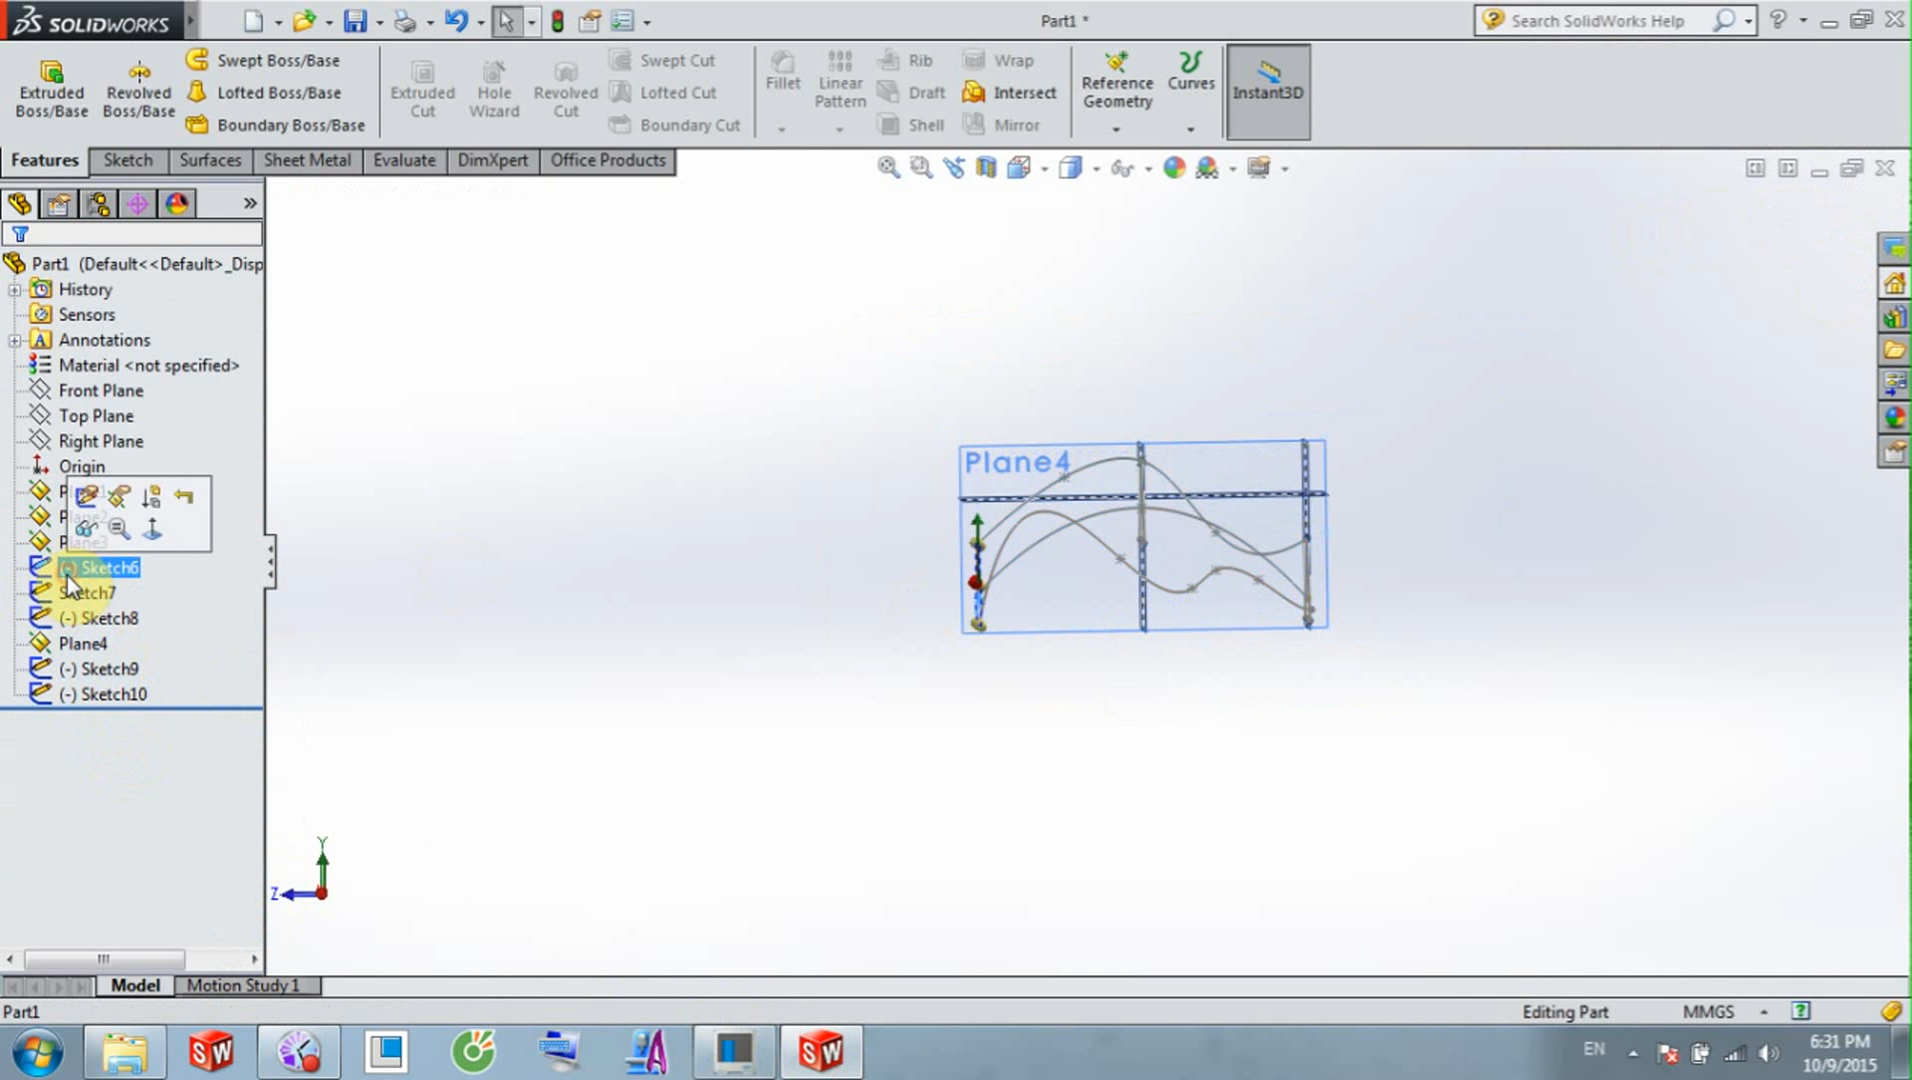 SOLIDWORKS
Part1 *
Search SolidWorks Help
Extruded Boss/Base
Revolved Boss/Base
Swept Boss/Base
Lofted Boss/Base
Boundary Boss/Base
Extruded Cut
Hole Wizard
Revolved Cut
Swept Cut
Lofted Cut
Boundary Cut
Fillet
Linear Pattern
Rib
Draft
Shell
Wrap
Intersect
Mirror
Reference Geometry
Curves
Instant3D
Features
Sketch
Surfaces
Sheet Metal
Evaluate
DimXpert
Office Products
Part1 (Default<<Default>_Disp
History
Sensors
Annotations
Material <not specified>
Front Plane
Top Plane
Right Plane
Origin
(-) Sketch6
Sketch7
(-) Sketch8
Plane4
(-) Sketch9
(-) Sketch10
Plane4
Y
Z
Model
Motion Study 1
Part1
Editing Part
MMGS
EN
6:31 PM
10/9/2015